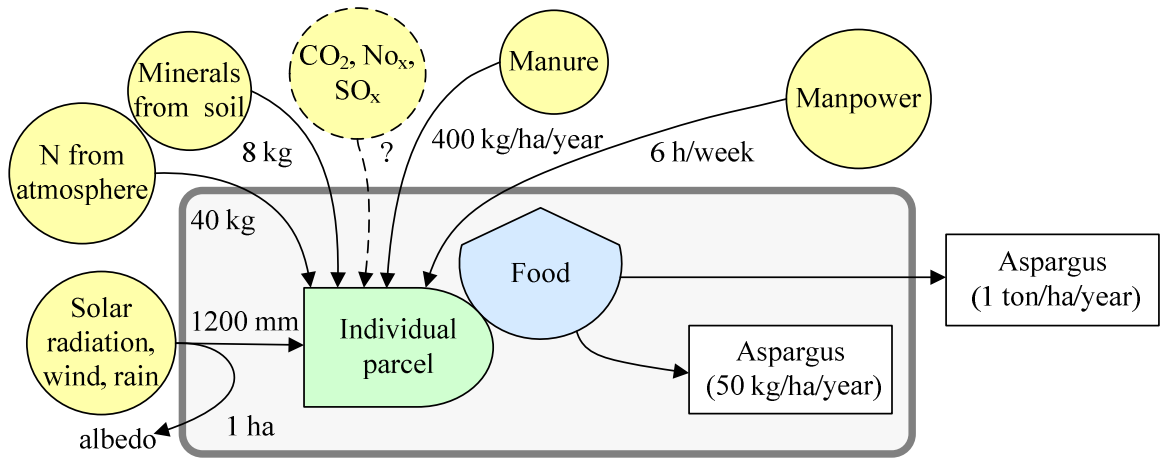 CO₂, Noₓ,
SOₓ
Minerals
from soil
Manure
Manpower
N from
atmosphere
8 kg
?
400 kg/ha/year
6 h/week
40 kg
Solar
radiation,
wind, rain
1200 mm
Individual
parcel
Food
Aspargus
(1 ton/ha/year)
Aspargus
(50 kg/ha/year)
albedo
1 ha